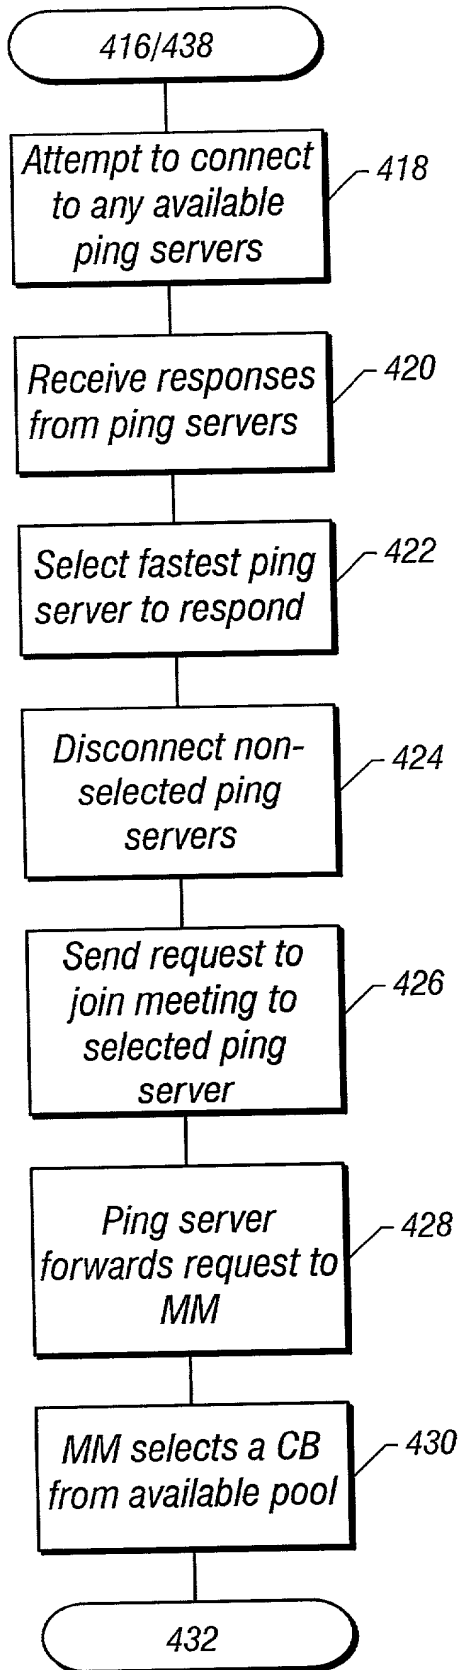 416/438
Attempt to connect
to any available
ping servers
418
Receive responses
from ping servers
420
Select fastest ping
server to respond
422
Disconnect non-
selected ping
servers
424
Send request to
join meeting to
selected ping
server
426
Ping server
forwards request to
MM
428
MM selects a CB
from available pool
430
432